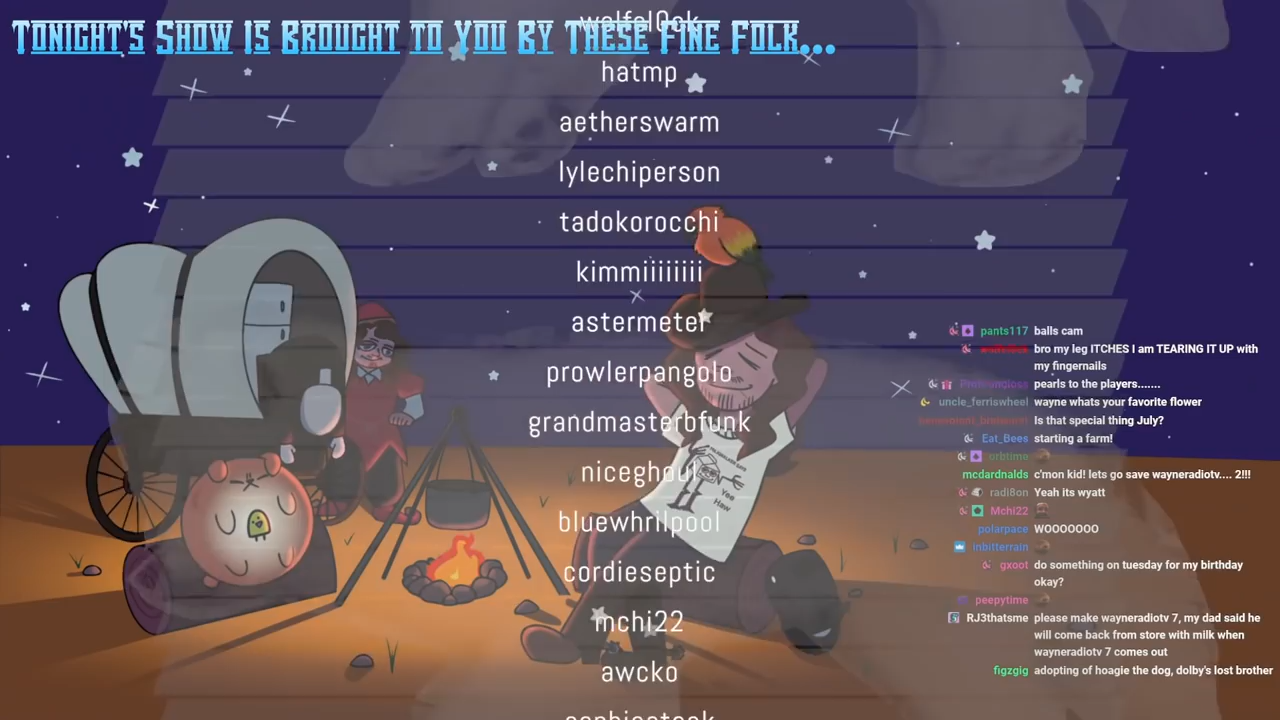 TONIGHT'S SHOW IS BROUGHT TO YOU BY THESE FINE FOLK...
hatmp
aetherswarm
lylechiperson
tadokorocchi
kimmiiiiiiii
astermeter
prowlerpangolo
grandmasterbfunk
niceghoul
bluewhrilpool
cordieseptic
mchi22
awcko
Yee
Haw
pants117 balls cam
bro my leg ITCHES I am TEARING IT UP with
my fingernails
pearls to the players.......
uncle_ferriswheel wayne whats your favorite flower
Is that special thing July?
Eat_Bees starting a farm!
orbtimo
mcdardnalds c'mon kid! lets go save wayneradiotv.... 2!!!
radi8on Yeah its wyatt
Mchi22
polarpace WOOOOOOO
inbitterrain
gxoot do something on tuesday for my birthday
okay?
peepytime
RJ3thatsme please make wayneradiotv 7, my dad said he
will come back from store with milk when
wayneradiotv 7 comes out
figzgig adopting of hoagie the dog, dolby's lost brother